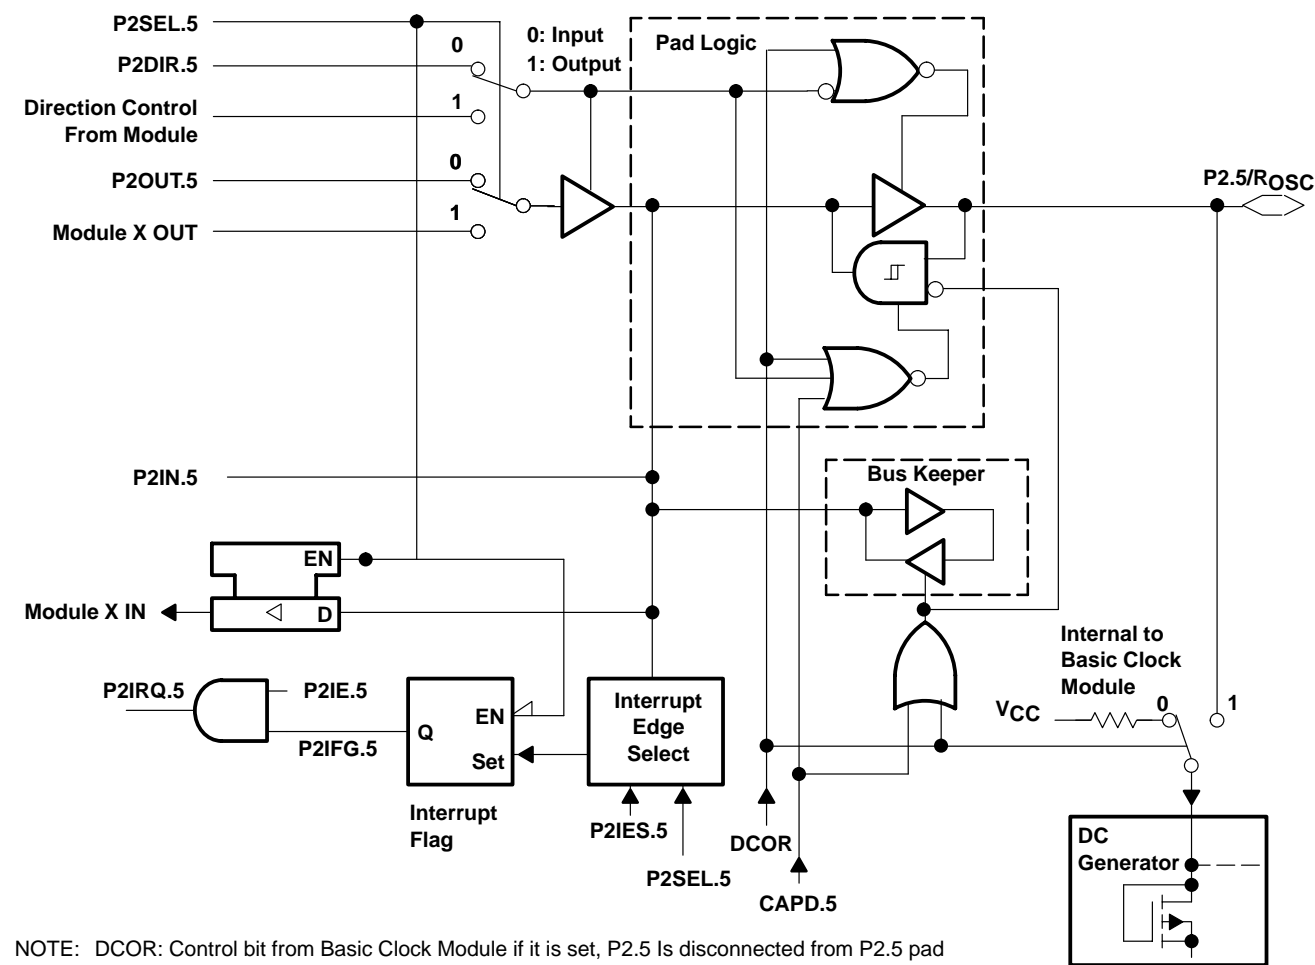 P2SEL.5
0
P2DIR.5
0: Input
1: Output
Pad Logic
Direction Control
From Module
1
P2OUT.5
0
Module X OUT
1
P2.5/ROSC
P2IN.5
Bus Keeper
EN
D
Module X IN
P2IRQ.5
P2IE.5
P2IFG.5
Q
EN
Set
Interrupt
Flag
Interrupt
Edge
Select
P2IES.5
P2SEL.5
DCOR
CAPD.5
Internal to
Basic Clock
Module
VCC
0
1
DC
Generator
NOTE: DCOR: Control bit from Basic Clock Module if it is set, P2.5 Is disconnected from P2.5 pad